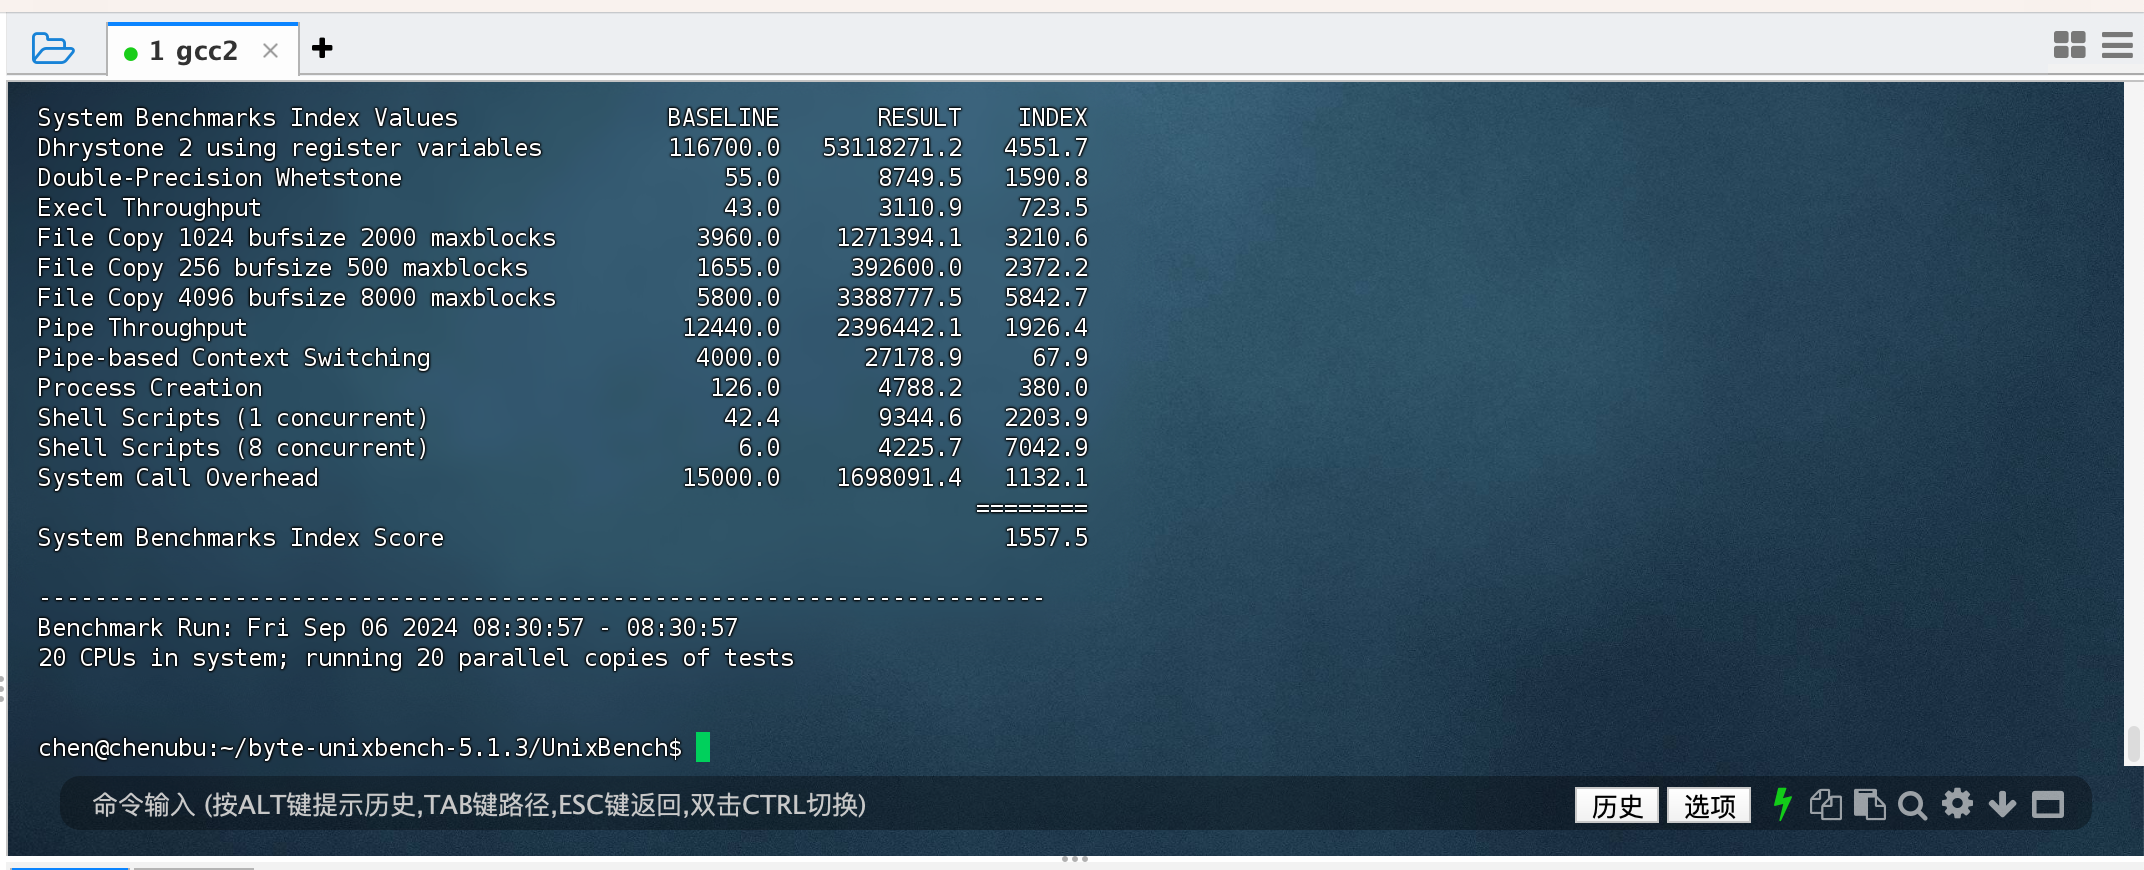 1 gcc2
System Benchmarks Index Values BASELINE RESULT INDEX
Dhrystone 2 using register variables 116700.0 53118271.2 4551.7
Double-Precision Whetstone 55.0 8749.5 1590.8
Execl Throughput 43.0 3110.9 723.5
File Copy 1024 bufsize 2000 maxblocks 3960.0 1271394.1 3210.6
File Copy 256 bufsize 500 maxblocks 1655.0 392600.0 2372.2
File Copy 4096 bufsize 8000 maxblocks 5800.0 3388777.5 5842.7
Pipe Throughput 12440.0 2396442.1 1926.4
Pipe-based Context Switching 4000.0 27178.9 67.9
Process Creation 126.0 4788.2 380.0
Shell Scripts (1 concurrent) 42.4 9344.6 2203.9
Shell Scripts (8 concurrent) 6.0 4225.7 7042.9
System Call Overhead 15000.0 1698091.4 1132.1
========
System Benchmarks Index Score 1557.5
------------------------------------------------------------------------
Benchmark Run: Fri Sep 06 2024 08:30:57 - 08:30:57
20 CPUs in system; running 20 parallel copies of tests
chen@chenubu:~/byte-unixbench-5.1.3/UnixBench$
命令输入 (按ALT键提示历史,TAB键路径,ESC键返回,双击CTRL切换) 历史 选项